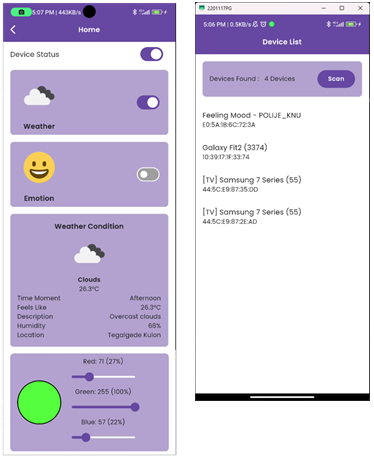 5:07 PM | 443KB/s
Home
Device Status
Weather
Emotion
Weather Condition
Clouds
26.3°C
Time Moment Afternoon
Feels Like 26.3°C
Description Overcast clouds
Humidity 68%
Location Tegalgede Kulon
Red: 71 (27%)
Green: 255 (100%)
Blue: 57 (22%)
2201117PG
5:06 PM | 0.5KB/s
Device List
Devices Found : 4 Devices Scan
Feeling Mood - POLIJE_KNU
E0:5A:1B:6C:72:3A
Galaxy Fit2 (3374)
10:39:17:1F:33:74
[TV] Samsung 7 Series (55)
44:5C:E9:87:35:DD
[TV] Samsung 7 Series (55)
44:5C:E9:87:2E:AD